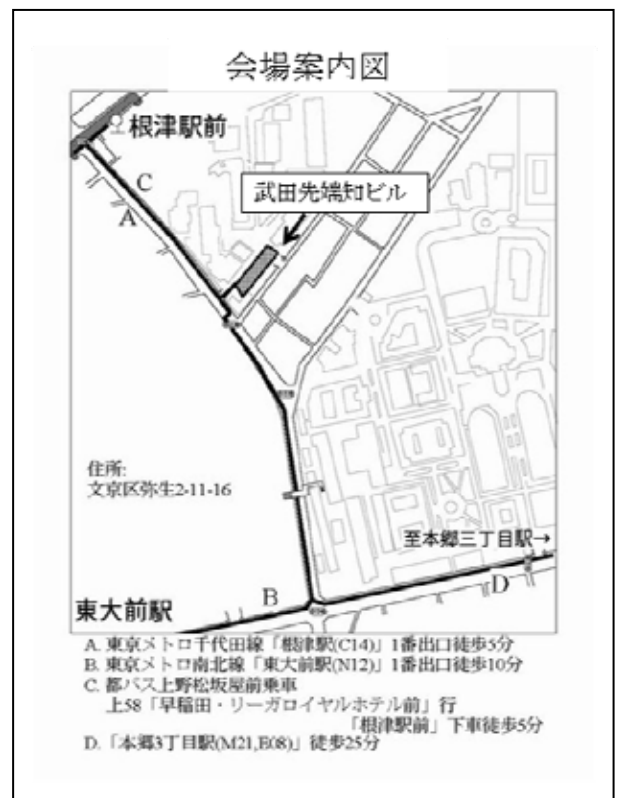 会場案内図
根津駅前
C
A
武田先端知ビル
住所:
文京区弥生2-11-16
至本郷三丁目駅→
B
D
東大前駅
A. 東京メトロ千代田線「根津駅(C14)」1番出口徒歩5分
B. 東京メトロ南北線「東大前駅(N12)」1番出口徒歩10分
C. 都バス上野松坂屋前乗車
上58「早稲田・リーガロイヤルホテル前」行
「根津駅前」下車徒歩5分
D.「本郷3丁目駅(M21,E08)」徒歩25分